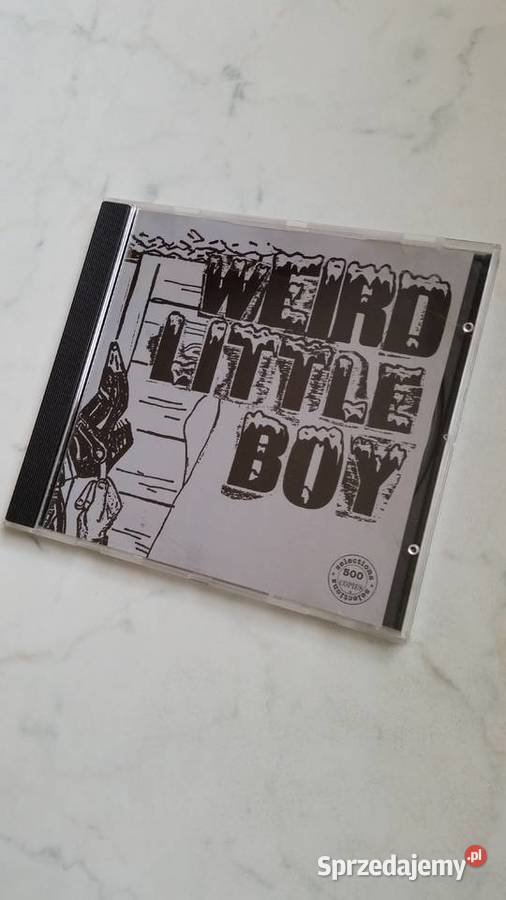 WEIRD
LITTLE
BOY
selections
500
COPIES
selections
Sprzedajemy.pl